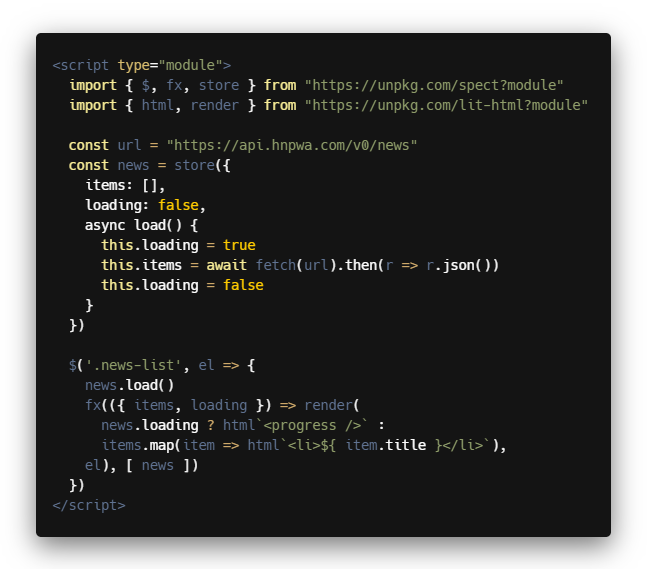 <script type="module">
  import { $, fx, store } from "https://unpkg.com/spect?module"
  import { html, render } from "https://unpkg.com/lit-html?module"

  const url = "https://api.hnpwa.com/v0/news"
  const news = store({
    items: [],
    loading: false,
    async load() {
      this.loading = true
      this.items = await fetch(url).then(r => r.json())
      this.loading = false
    }
  })

  $('.news-list', el => {
    news.load()
    fx(({ items, loading }) => render(
      news.loading ? html`<progress />` :
      items.map(item => html`<li>${ item.title }</li>`),
    el), [ news ])
  })
</script>